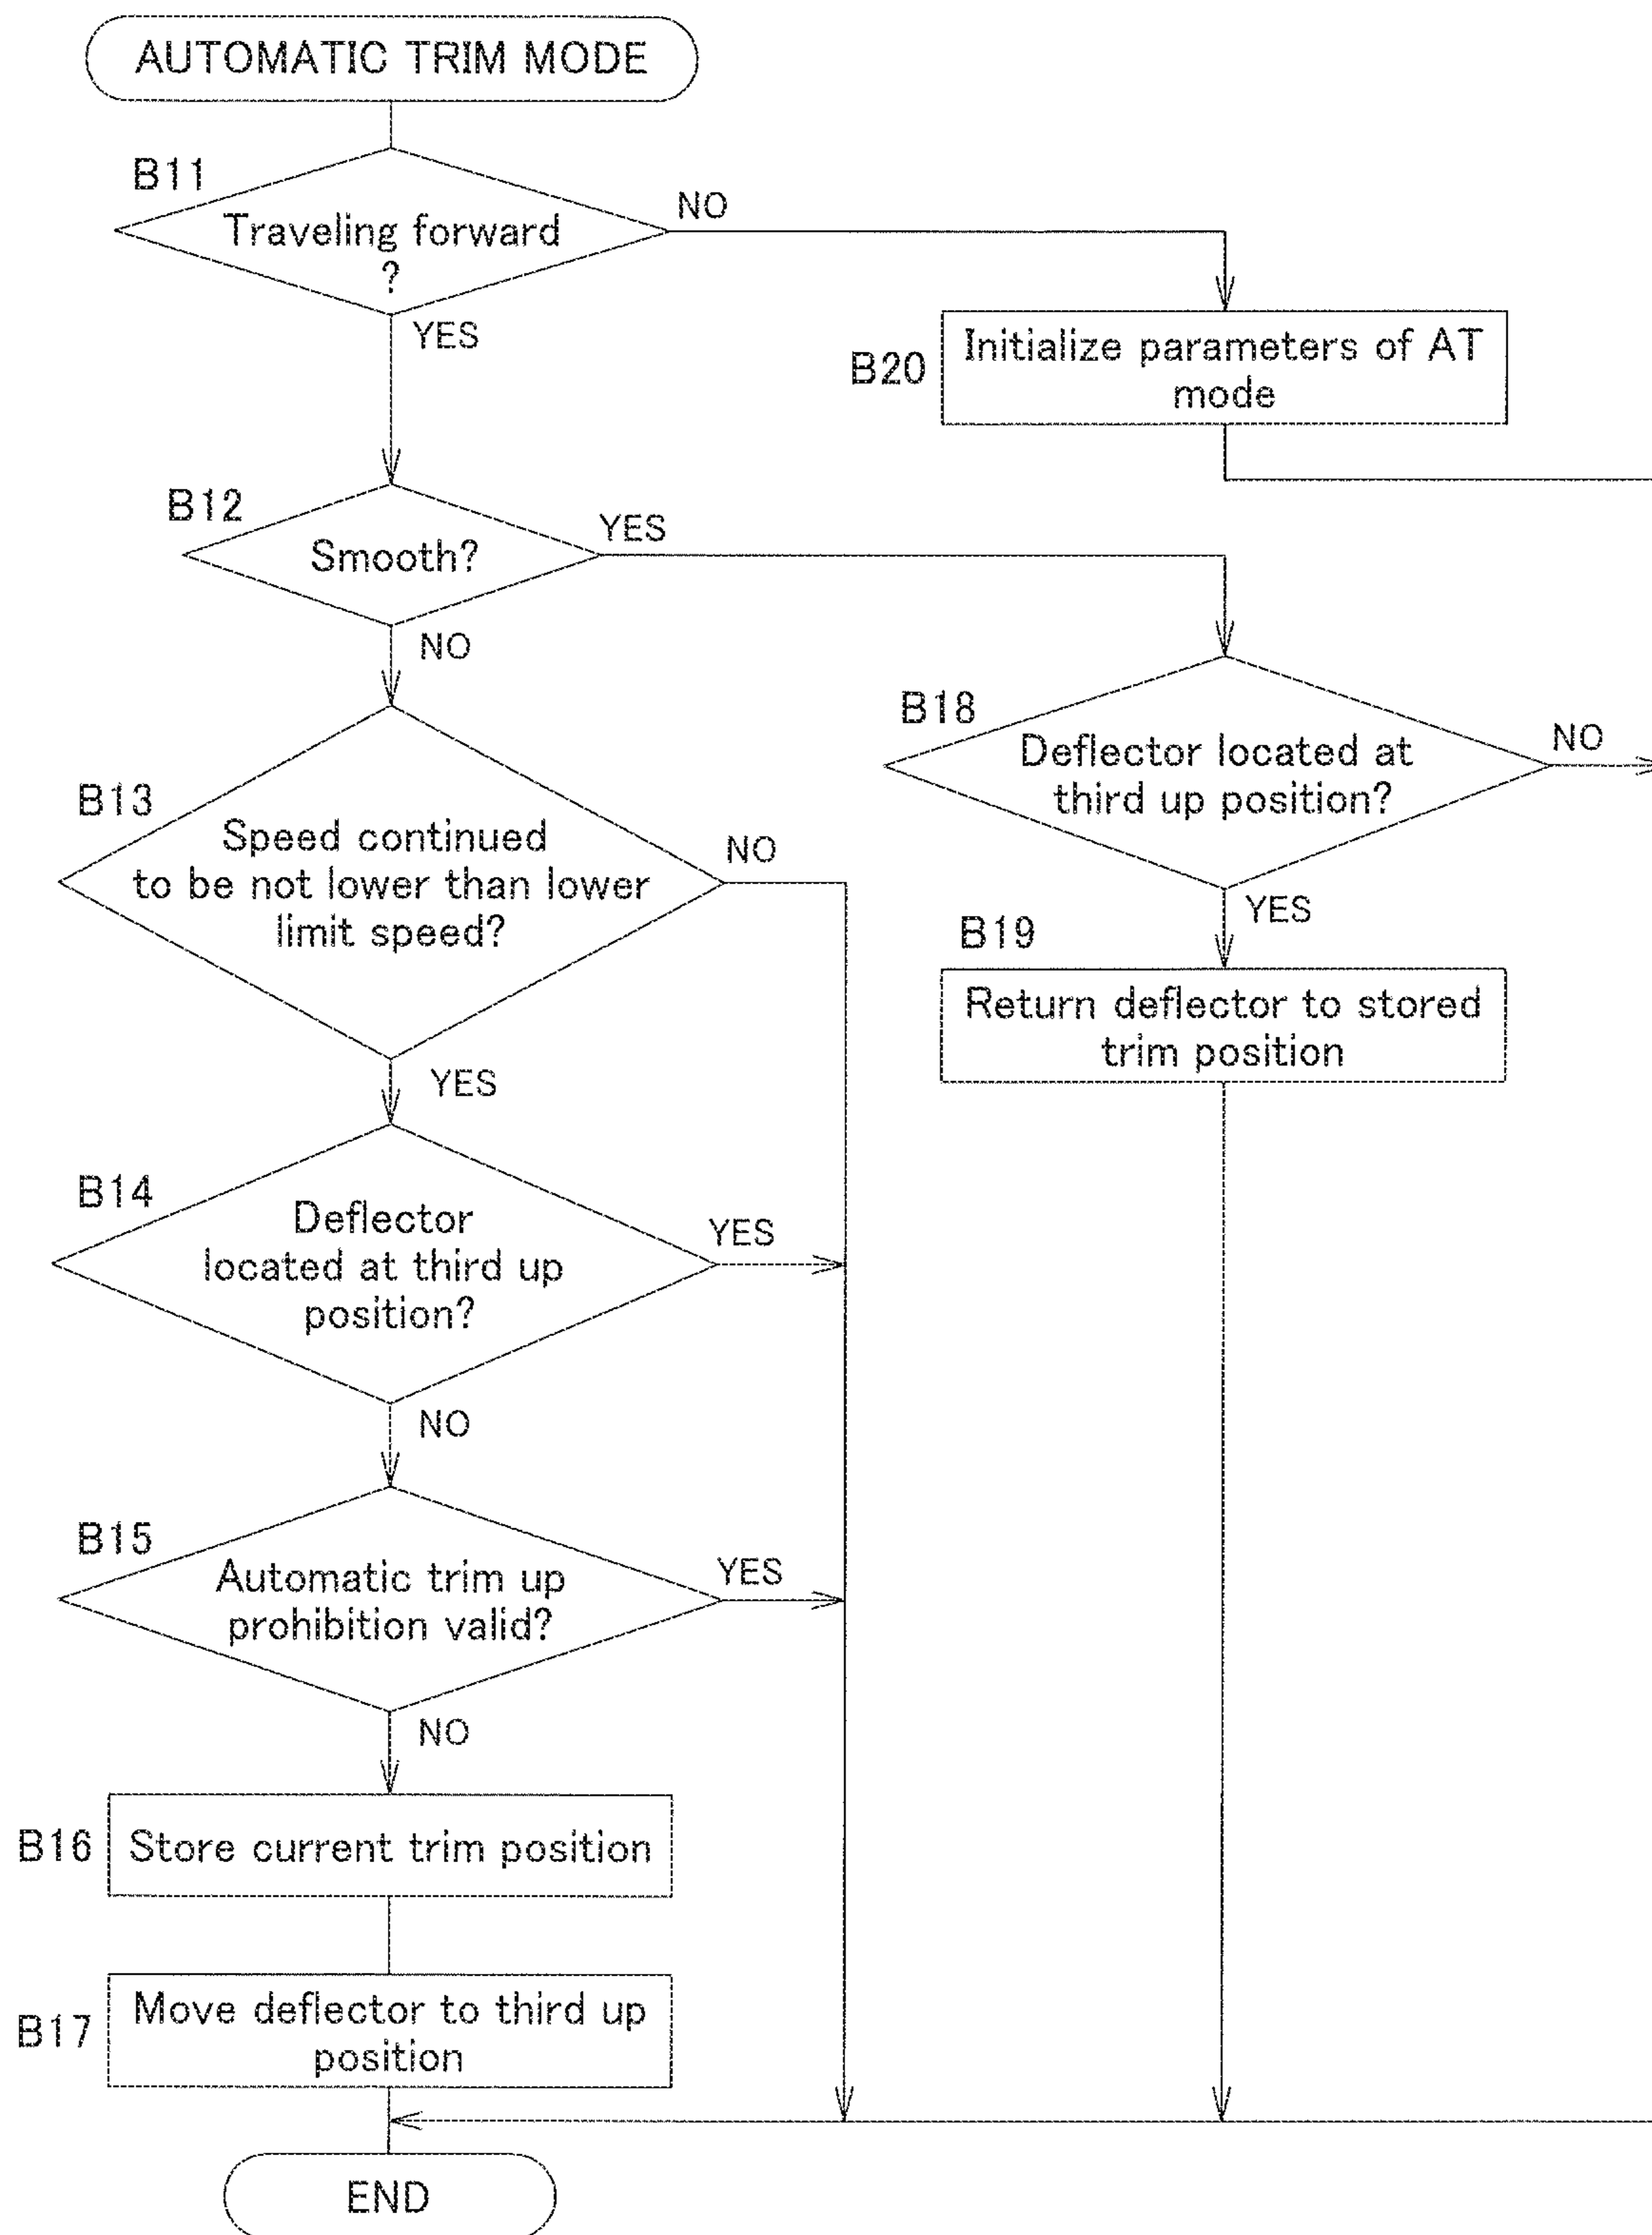 AUTOMATIC TRIM MODE
B11
Traveling forward
?
NO
YES
B20
Initialize parameters of AT
mode
B12
Smooth?
YES
NO
B18
Deflector located at
third up position?
NO
YES
B13
Speed continued
to be not lower than lower
limit speed?
NO
YES
B19
Return deflector to stored
trim position
B14
Deflector
located at third up
position?
YES
NO
B15
Automatic trim up
prohibition valid?
YES
NO
B16
Store current trim position
B17
Move deflector to third up
position
END